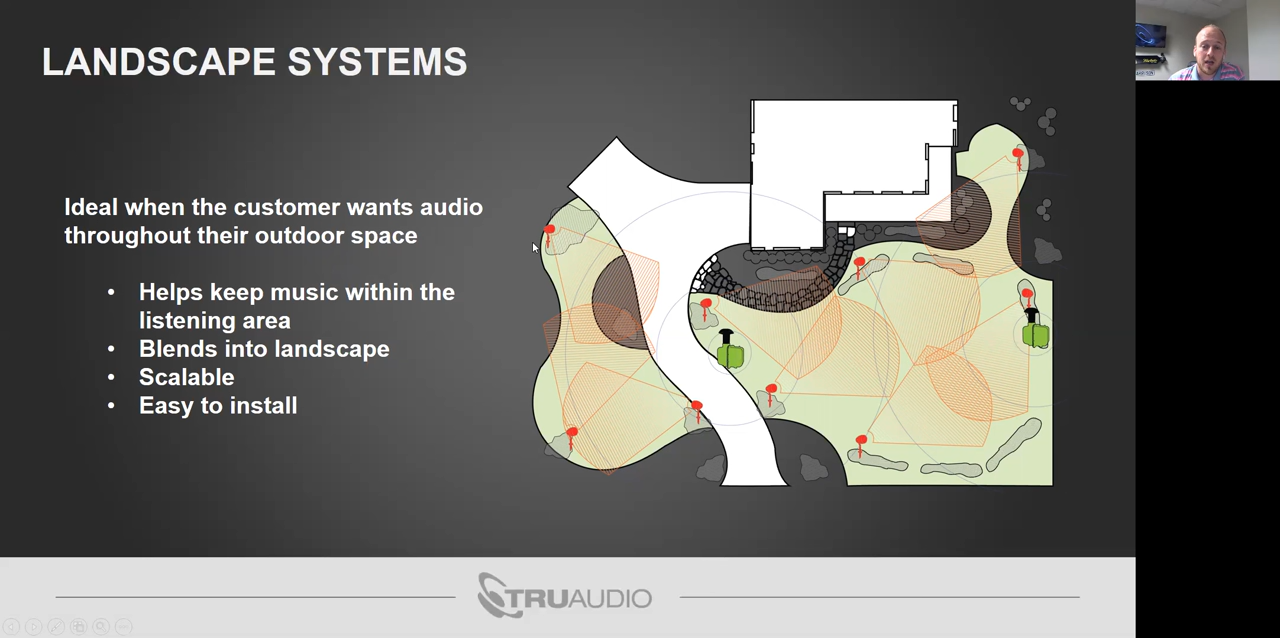 LANDSCAPE SYSTEMS
Ideal when the customer wants audio
throughout their outdoor space
• Helps keep music within the
listening area
• Blends into landscape
• Scalable
• Easy to install
TRUAUDIO